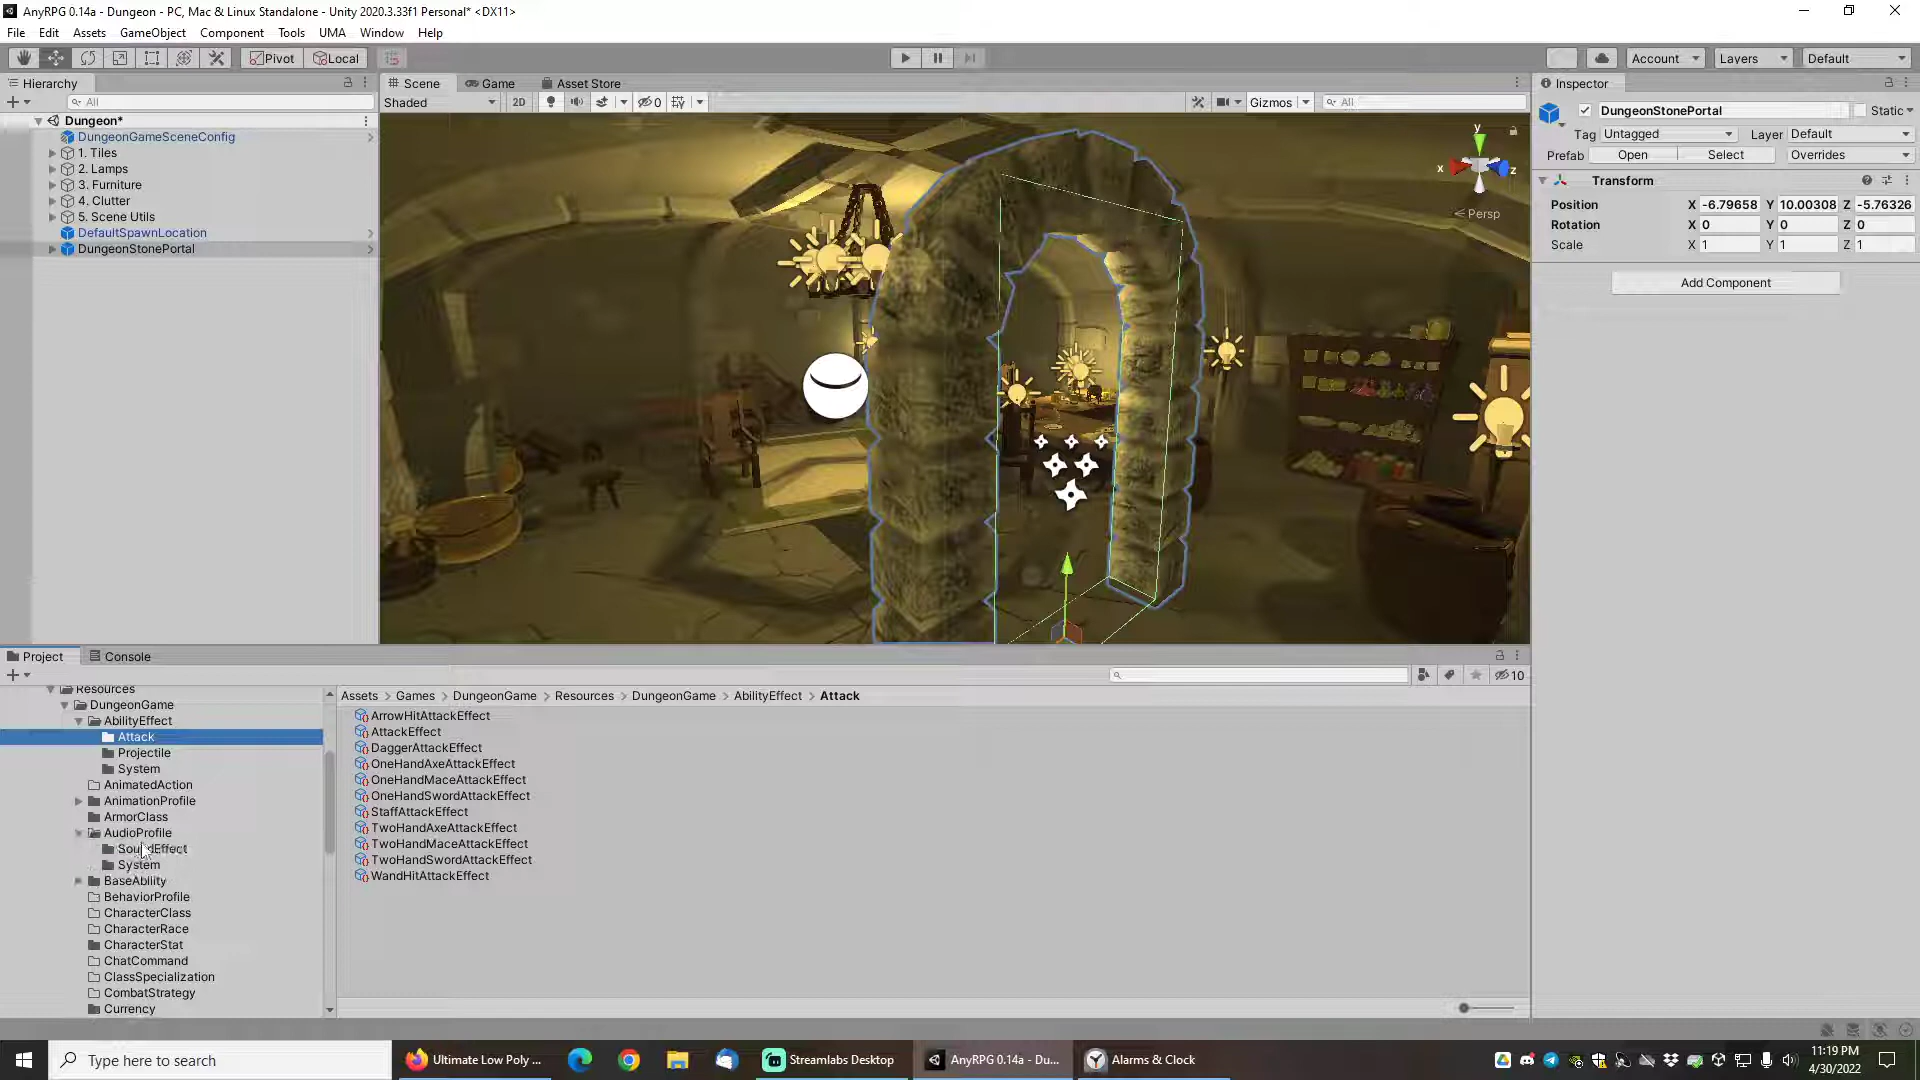 AnyRPG 0.14a - Dungeon - PC, Mac & Linux Standalone - Unity 2020.3.33f1 Personal* <DX11>
File Edit Assets GameObject Component Tools UMA Window Help
Pivot Local Account Layers Default
Hierarchy
All
Dungeon*
DungeonGameSceneConfig
1. Tiles
2. Lamps
3. Furniture
4. Clutter
5. Scene Utils
DefaultSpawnLocation
DungeonStonePortal
Scene Game Asset Store
Shaded 2D 0 Gizmos All
y
x z
Persp
Inspector
DungeonStonePortal Static
Tag Untagged Layer Default
Prefab Open Select Overrides
Transform
Position X -6.79658 Y 10.00308 Z -5.76326
Rotation X 0 Y 0 Z 0
Scale X 1 Y 1 Z 1
Add Component
Project Console
10
Resources
DungeonGame
AbilityEffect
Attack
Projectile
System
AnimatedAction
AnimationProfile
ArmorClass
AudioProfile
SoundEffect
System
BaseAbility
BehaviorProfile
CharacterClass
CharacterRace
CharacterStat
ChatCommand
ClassSpecialization
CombatStrategy
Currency
Assets > Games > DungeonGame > Resources > DungeonGame > AbilityEffect > Attack
ArrowHitAttackEffect
AttackEffect
DaggerAttackEffect
OneHandAxeAttackEffect
OneHandMaceAttackEffect
OneHandSwordAttackEffect
StaffAttackEffect
TwoHandAxeAttackEffect
TwoHandMaceAttackEffect
TwoHandSwordAttackEffect
WandHitAttackEffect
Type here to search
Ultimate Low Poly ...
Streamlabs Desktop
AnyRPG 0.14a - Du...
Alarms & Clock
11:19 PM
4/30/2022